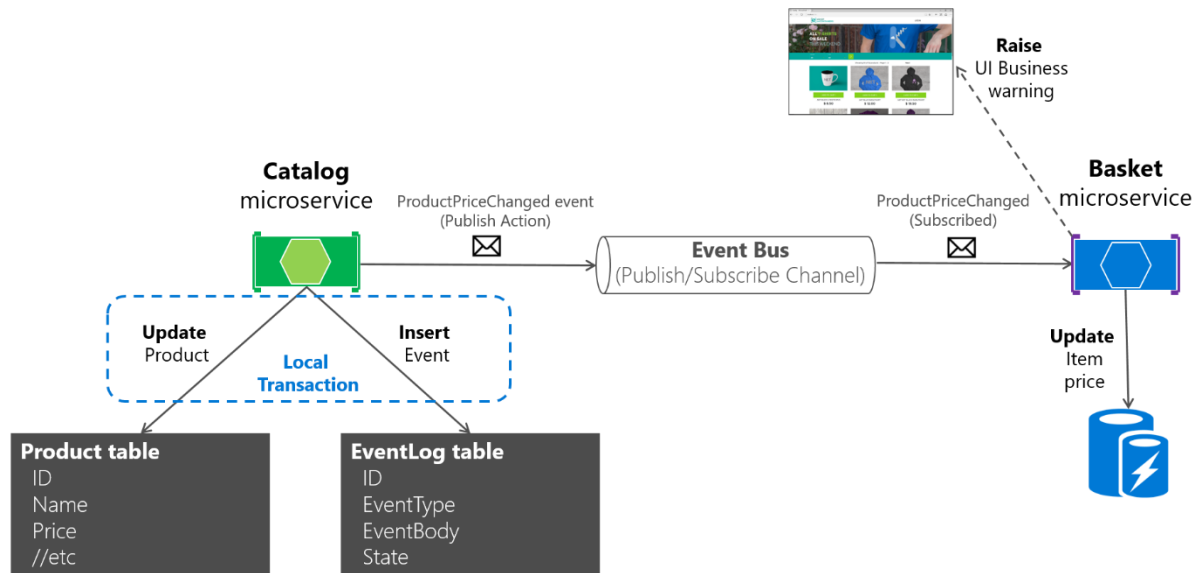 Raise
UI Business
warning
Catalog
microservice
ProductPriceChanged event
(Publish Action)
Event Bus
(Publish/Subscribe Channel)
ProductPriceChanged
(Subscribed)
Basket
microservice
Update
Product
Insert
Event
Local
Transaction
Update
Item
price
Product table
ID
Name
Price
//etc
EventLog table
ID
EventType
EventBody
State